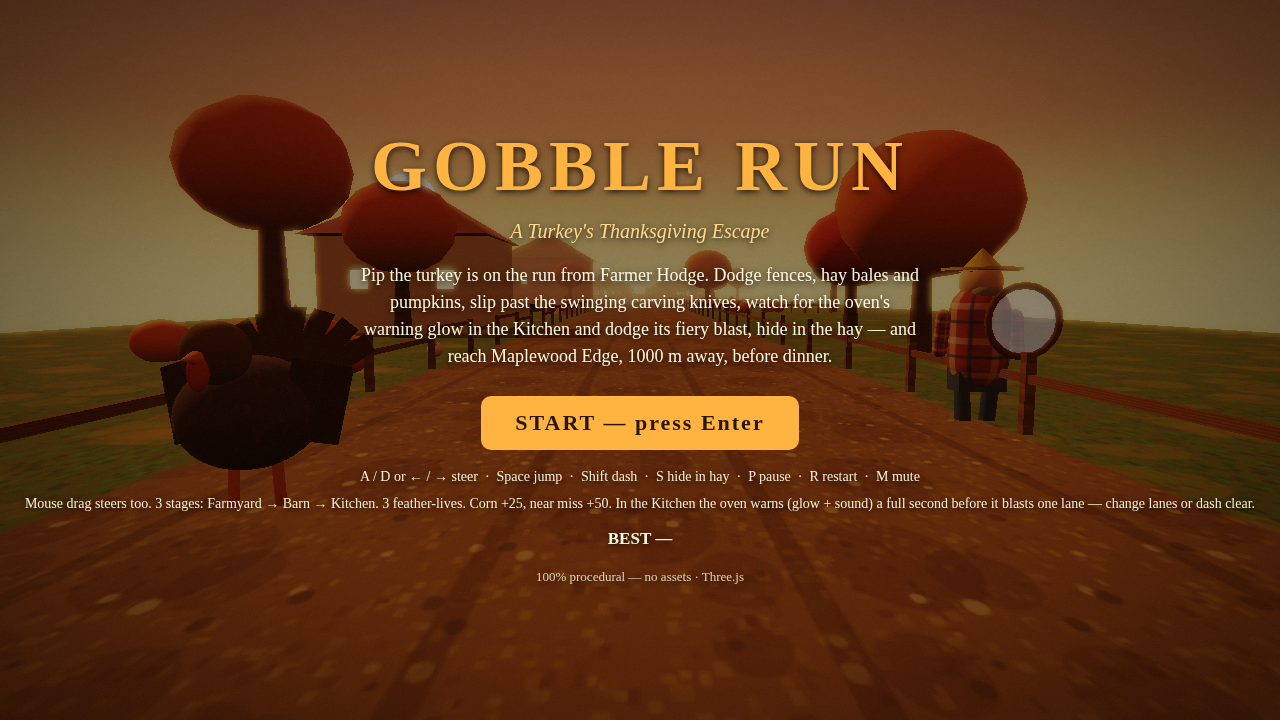 GOBBLE RUN
A Turkey's Thanksgiving Escape
Pip the turkey is on the run from Farmer Hodge. Dodge fences, hay bales and
pumpkins, slip past the swinging carving knives, watch for the oven's
warning glow in the Kitchen and dodge its fiery blast, hide in the hay — and
reach Maplewood Edge, 1000 m away, before dinner.
START — press Enter
A / D or ← / → steer · Space jump · Shift dash · S hide in hay · P pause · R restart · M mute
Mouse drag steers too. 3 stages: Farmyard → Barn → Kitchen. 3 feather-lives. Corn +25, near miss +50. In the Kitchen the oven warns (glow + sound) a full second before it blasts one lane — change lanes or dash clear.
BEST —
100% procedural — no assets · Three.js